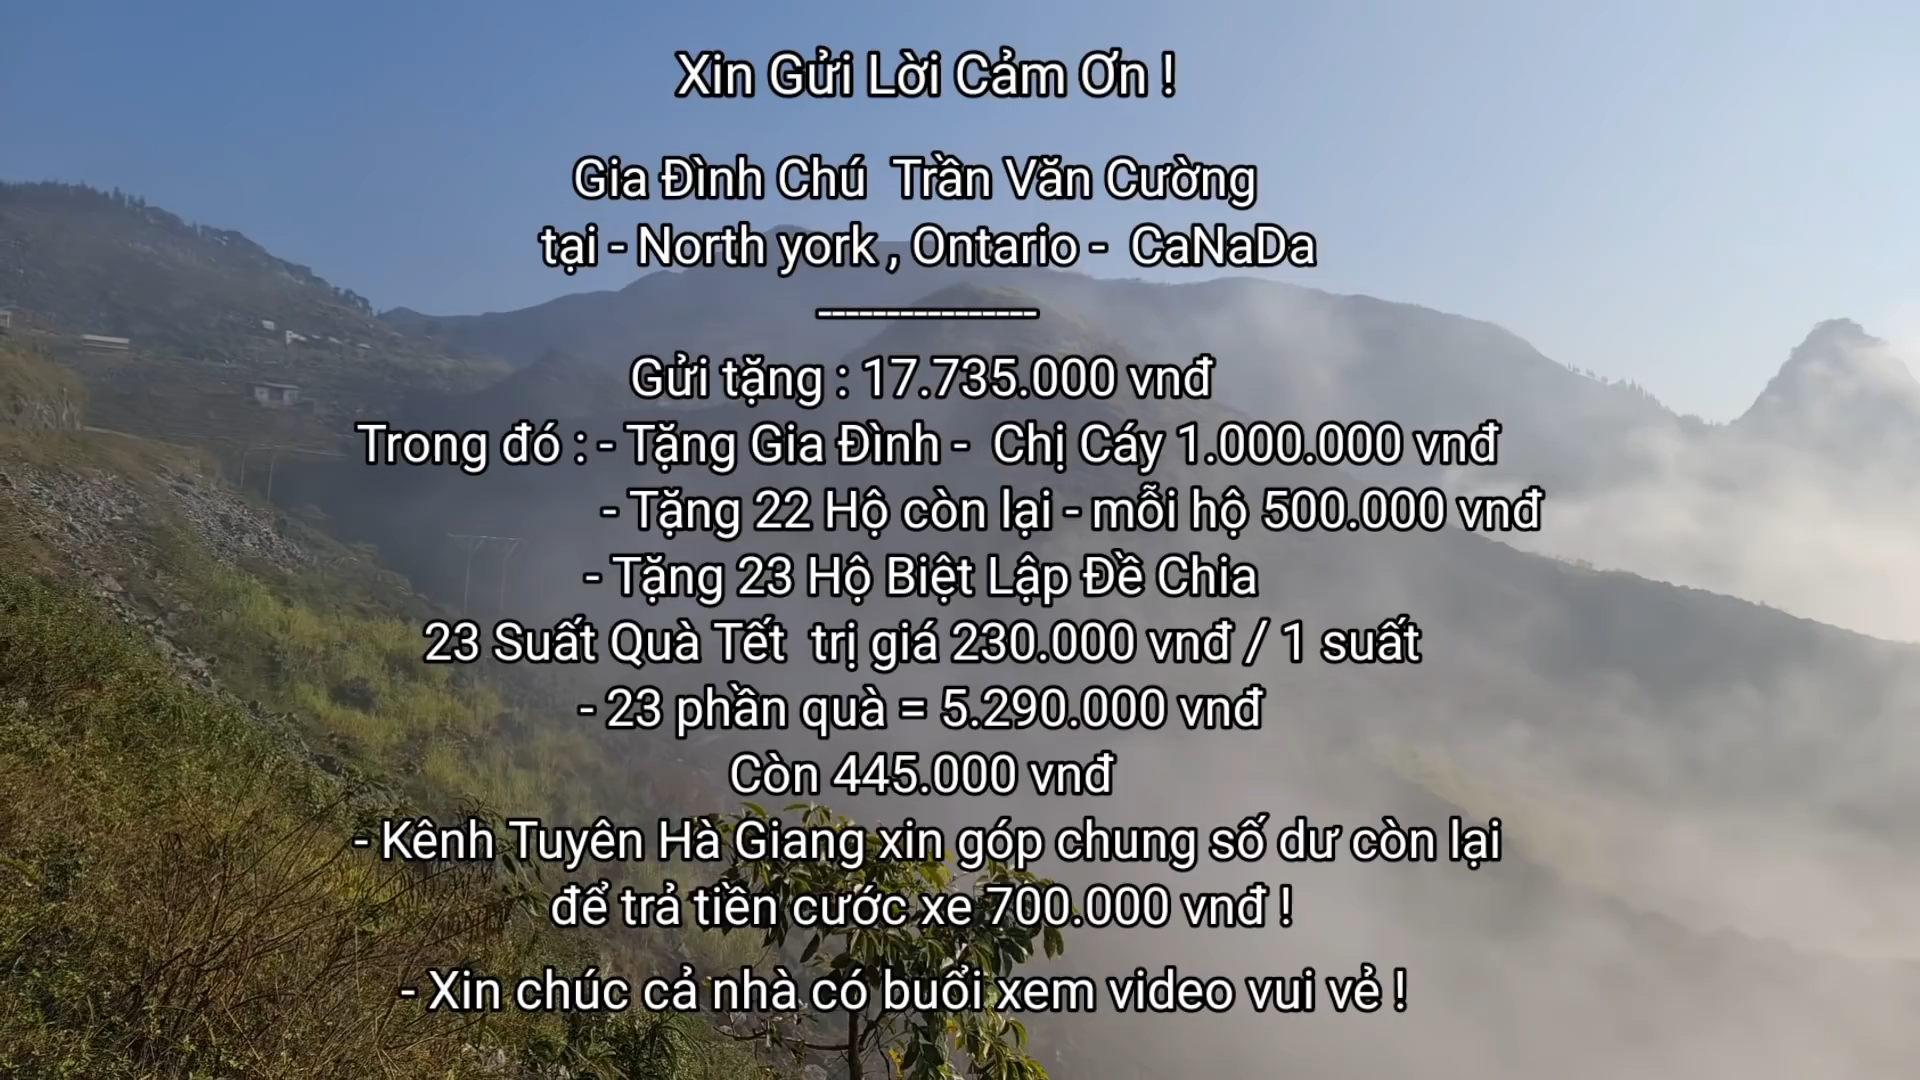 Xin Gửi Lời Cảm Ơn !
Gia Đình Chú Trần Văn Cường
tại - North york , Ontario - CaNaDa
----------------
Gửi tặng : 17.735.000 vnđ
Trong đó : - Tặng Gia Đình - Chị Cáy 1.000.000 vnđ
- Tặng 22 Hộ còn lại - mỗi hộ 500.000 vnđ
- Tặng 23 Hộ Biệt Lập Đề Chia
23 Suất Quà Tết trị giá 230.000 vnđ / 1 suất
- 23 phần quà = 5.290.000 vnđ
Còn 445.000 vnđ
- Kênh Tuyên Hà Giang xin góp chung số dư còn lại
để trả tiền cước xe 700.000 vnđ !
- Xin chúc cả nhà có buổi xem video vui vẻ !